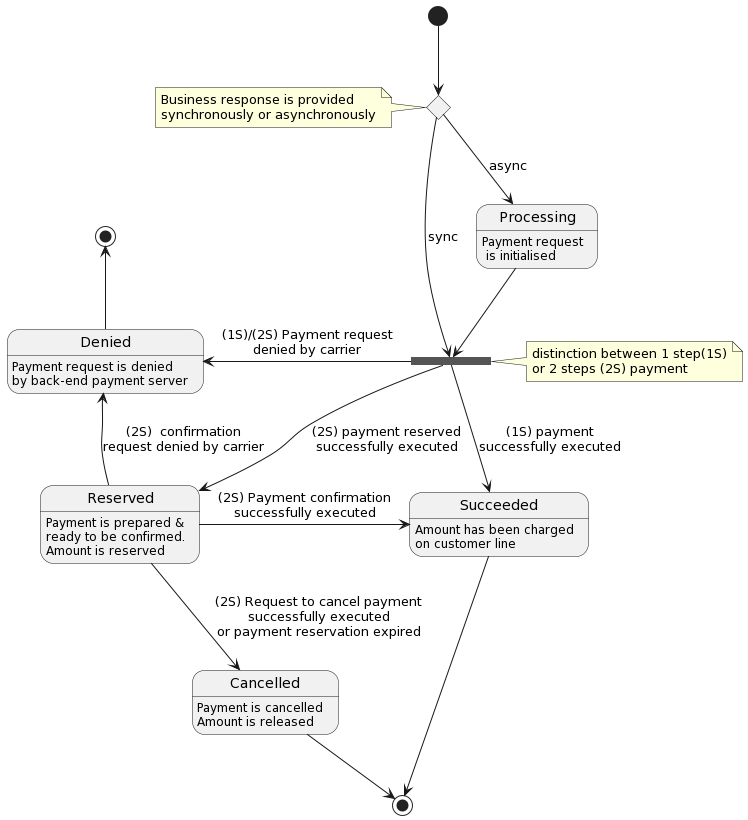 Business response is provided
synchronously or asynchronously
async
Processing
Payment request
is initialised
sync
(1S)/(2S) Payment request
denied by carrier
distinction between 1 step(1S)
or 2 steps (2S) payment
Denied
Payment request is denied
by back-end payment server
(2S)  confirmation
request denied by carrier
(2S) payment reserved
successfully executed
(1S) payment
successfully executed
Reserved
Payment is prepared &
ready to be confirmed.
Amount is reserved
(2S) Payment confirmation
successfully executed
Succeeded
Amount has been charged
on customer line
(2S) Request to cancel payment
successfully executed
or payment reservation expired
Cancelled
Payment is cancelled
Amount is released